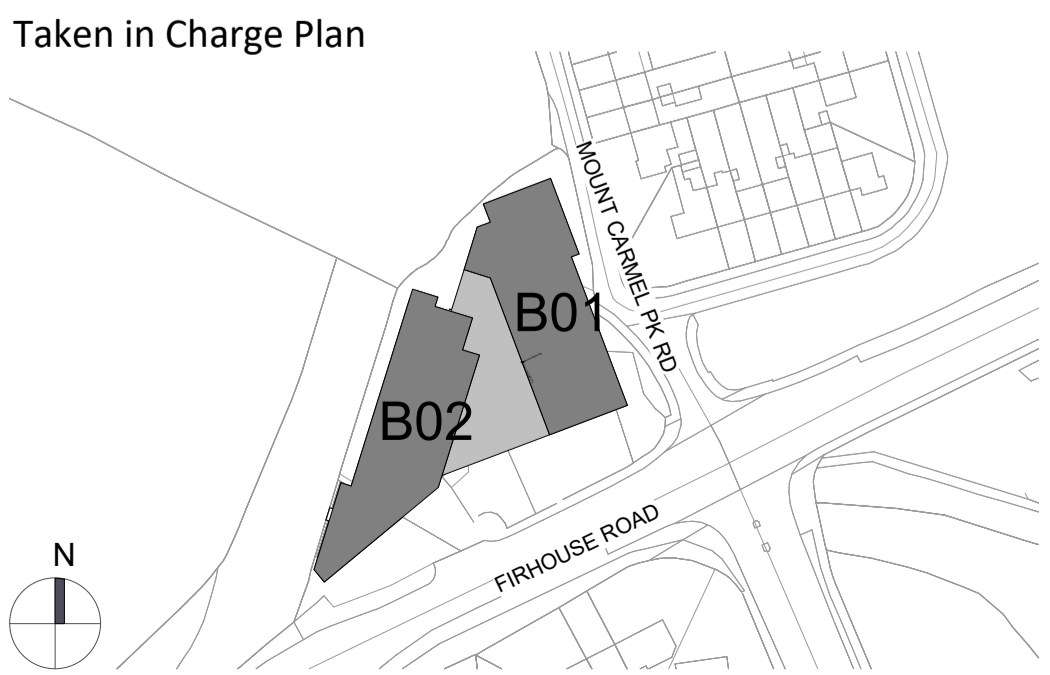 Taken in Charge Plan
MOUNT CARMEL PK RD
B01
B02
FIRHOUSE ROAD
N